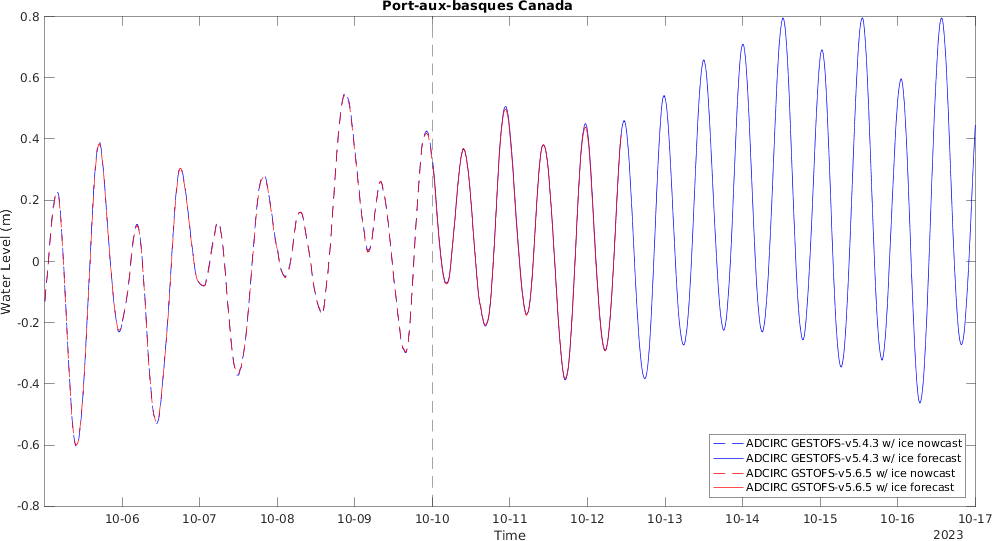 Port-aux-basques Canada
0.8
0.6
0.4
0.2
0
-0.2
-0.4
-0.6
-0.8
Water Level (m)
10-06 10-07 10-08 10-09 10-10 10-11 10-12 10-13 10-14 10-15 10-16 10-17
Time
2023
ADCIRC GESTOFS-v5.4.3 w/ ice nowcast
ADCIRC GESTOFS-v5.4.3 w/ ice forecast
ADCIRC GSTOFS-v5.6.5 w/ ice nowcast
ADCIRC GSTOFS-v5.6.5 w/ ice forecast